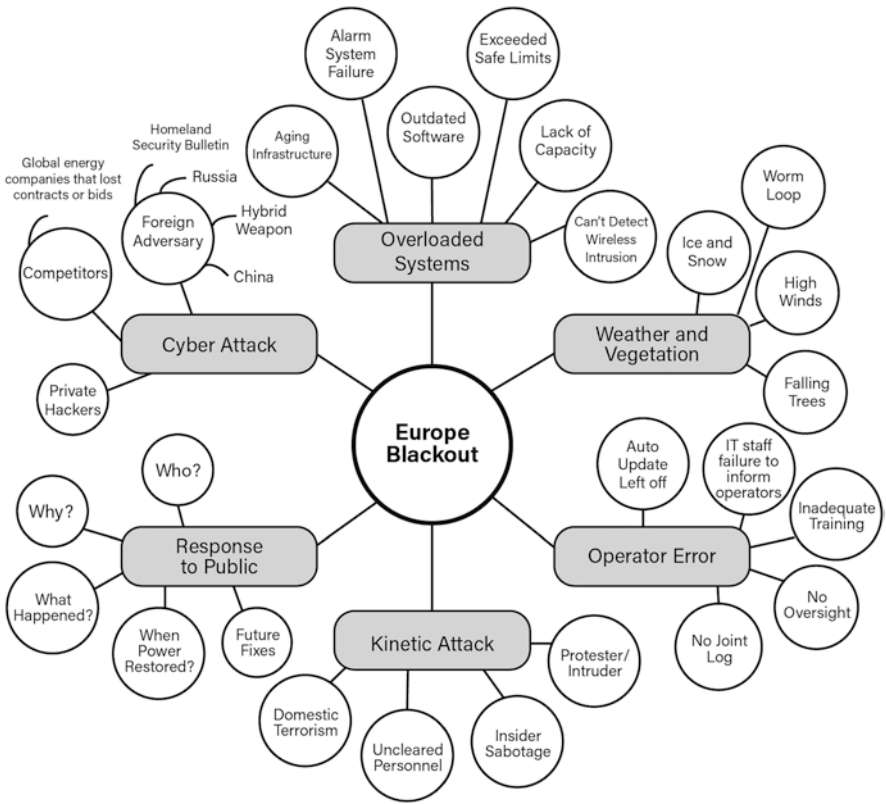 Alarm
System
Failure
Exceeded
Safe Limits
Aging
Infrastructure
Outdated
Software
Lack of
Capacity
Can't Detect
Wireless
Intrusion
Overloaded
Systems
Homeland
Security Bulletin
Russia
Hybrid
Weapon
China
Foreign
Adversary
Global energy
companies that lost
contracts or bids
Competitors
Private
Hackers
Cyber Attack
Worm
Loop
Ice and
Snow
High
Winds
Falling
Trees
Weather and
Vegetation
Europe
Blackout
Who?
Why?
What
Happened?
When
Power
Restored?
Future
Fixes
Response
to Public
Auto
Update
Left off
IT staff
failure to
inform
operators
Inadequate
Training
No
Oversight
No Joint
Log
Operator Error
Kinetic Attack
Protester/
Intruder
Domestic
Terrorism
Uncleared
Personnel
Insider
Sabotage